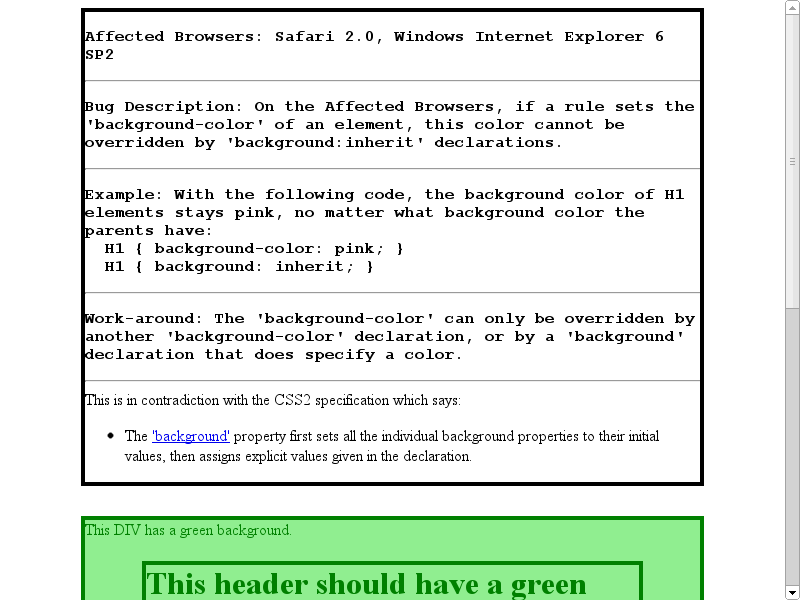 Affected Browsers: Safari 2.0, Windows Internet Explorer 6
SP2
Bug Description: On the Affected Browsers, if a rule sets the
'background-color' of an element, this color cannot be
overridden by 'background:inherit' declarations.
Example: With the following code, the background color of H1
elements stays pink, no matter what background color the
parents have:
H1 { background-color: pink; }
H1 { background: inherit; }
Work-around: The 'background-color' can only be overridden by
another 'background-color' declaration, or by a 'background'
declaration that does specify a color.
This is in contradiction with the CSS2 specification which says:
The 'background' property first sets all the individual background properties to their initial
values, then assigns explicit values given in the declaration.
This DIV has a green background.
This header should have a green